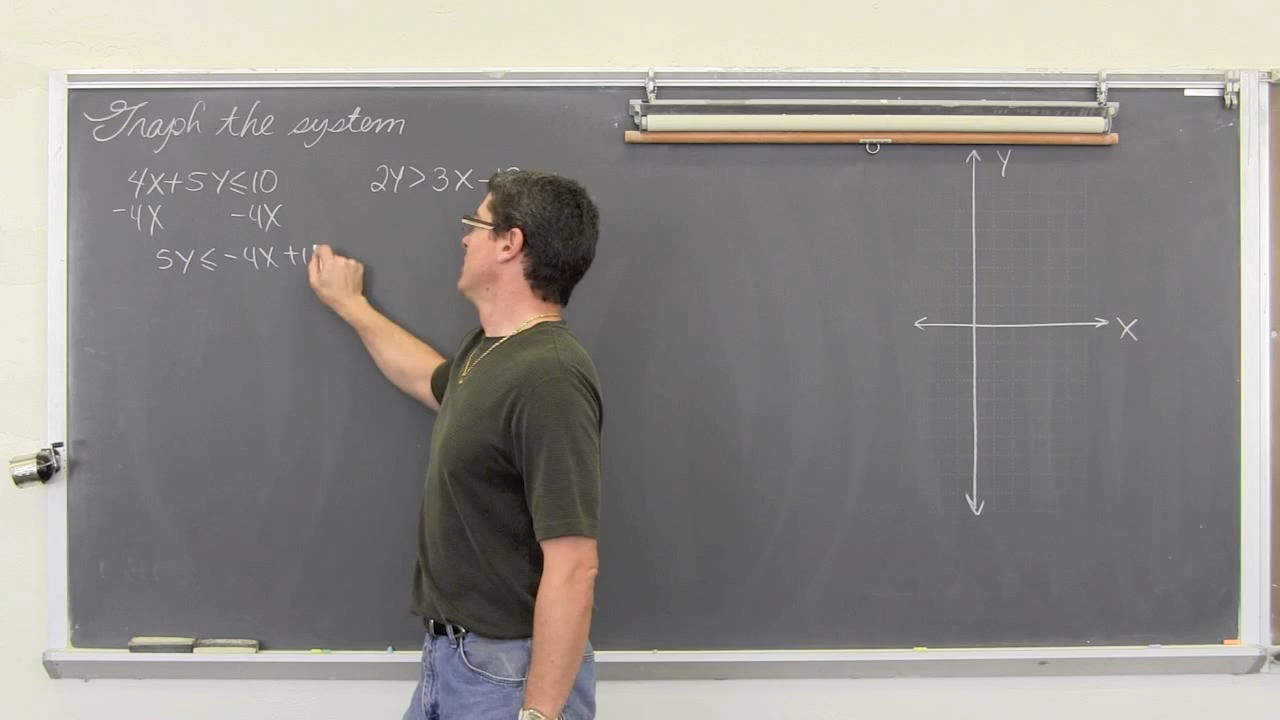 Graph the system
4X+5Y≤10
2Y>3X-
-4X -4X
5Y≤-4X+1
Y
X